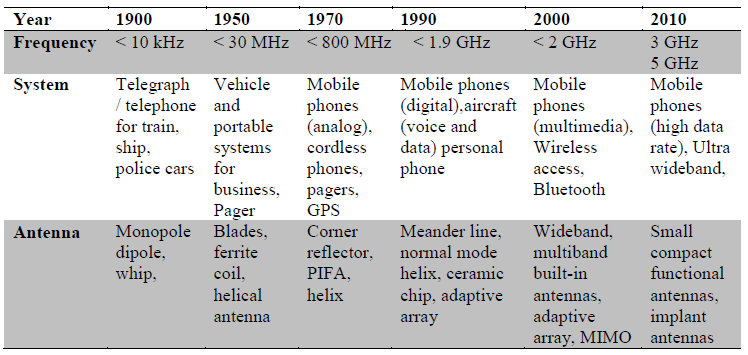 Year 1900 1950 1970 1990 2000 2010
Frequency < 10 kHz < 30 MHz < 800 MHz < 1.9 GHz < 2 GHz 3 GHz
5 GHz
System Telegraph Vehicle Mobile Mobile phones Mobile Mobile
/ telephone and phones (digital),aircraft phones phones
for train, portable (analog), (voice and (multimedia), (high data
ship, systems cordless data) personal Wireless rate), Ultra
police cars for phones, phone access, wideband,
business, pagers, Bluetooth
Pager GPS
Antenna Monopole Blades, Corner Meander line, Wideband, Small
dipole, ferrite reflector, normal mode multiband compact
whip, coil, PIFA, helix, ceramic built-in functional
helical helix chip, adaptive antennas, antennas,
antenna array adaptive implant
array, MIMO antennas